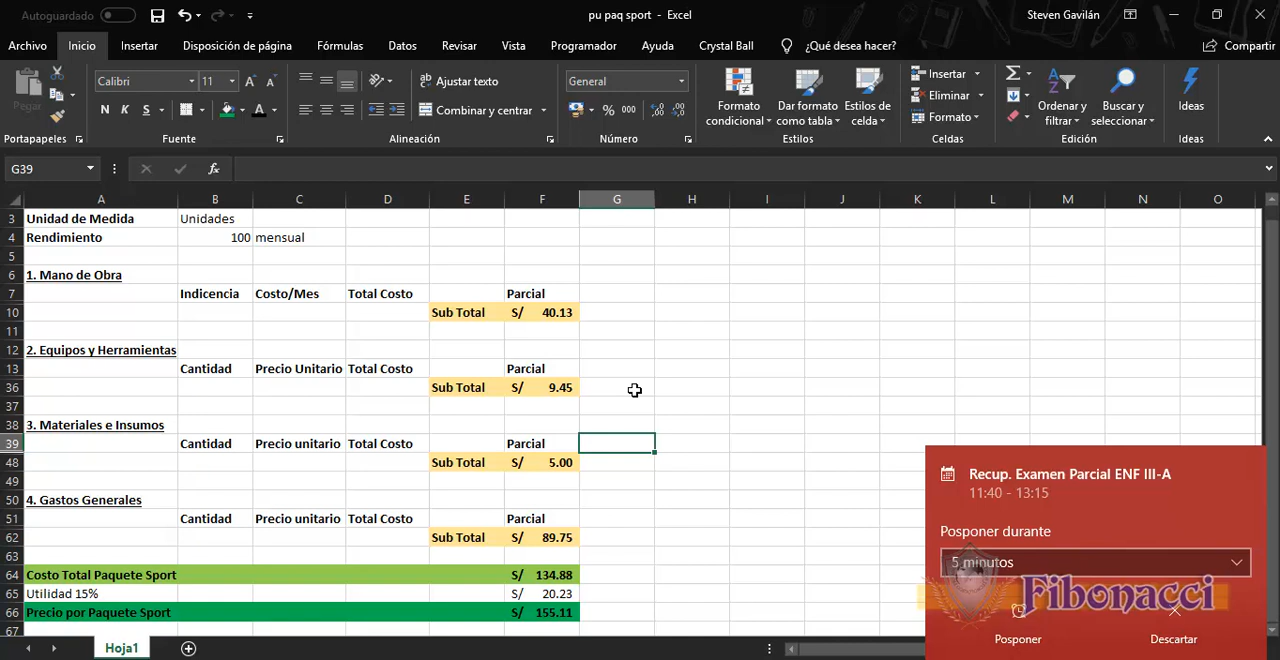 Autoguardado
pu paq sport - Excel
Steven Gavilán
Archivo Inicio Insertar Disposición de página Fórmulas Datos Revisar Vista Programador Ayuda Crystal Ball ¿Qué desea hacer? Compartir
Pegar
Calibri 11
Ajustar texto
General
Insertar
N K S
Combinar y centrar
% 000
Formato condicional
Dar formato como tabla
Estilos de celda
Eliminar
Formato
Ordenar y filtrar
Buscar y seleccionar
Ideas
Portapapeles Fuente Alineación Número Estilos Celdas Edición Ideas
G39 fx
A B C D E F G H I J K L M N O
3 Unidad de Medida Unidades
4 Rendimiento 100 mensual
5
6 1. Mano de Obra
7 Indicencia Costo/Mes Total Costo Parcial
10 Sub Total S/ 40.13
11
12 2. Equipos y Herramientas
13 Cantidad Precio Unitario Total Costo Parcial
36 Sub Total S/ 9.45
37
38 3. Materiales e Insumos
39 Cantidad Precio unitario Total Costo Parcial
48 Sub Total S/ 5.00
49
50 4. Gastos Generales
51 Cantidad Precio unitario Total Costo Parcial
62 Sub Total S/ 89.75
63
64 Costo Total Paquete Sport S/ 134.88
65 Utilidad 15% S/ 20.23
66 Precio por Paquete Sport S/ 155.11
67
Hoja1
Recup. Examen Parcial ENF III-A
11:40 - 13:15
Posponer durante
5 minutos
Fibonacci
Posponer Descartar